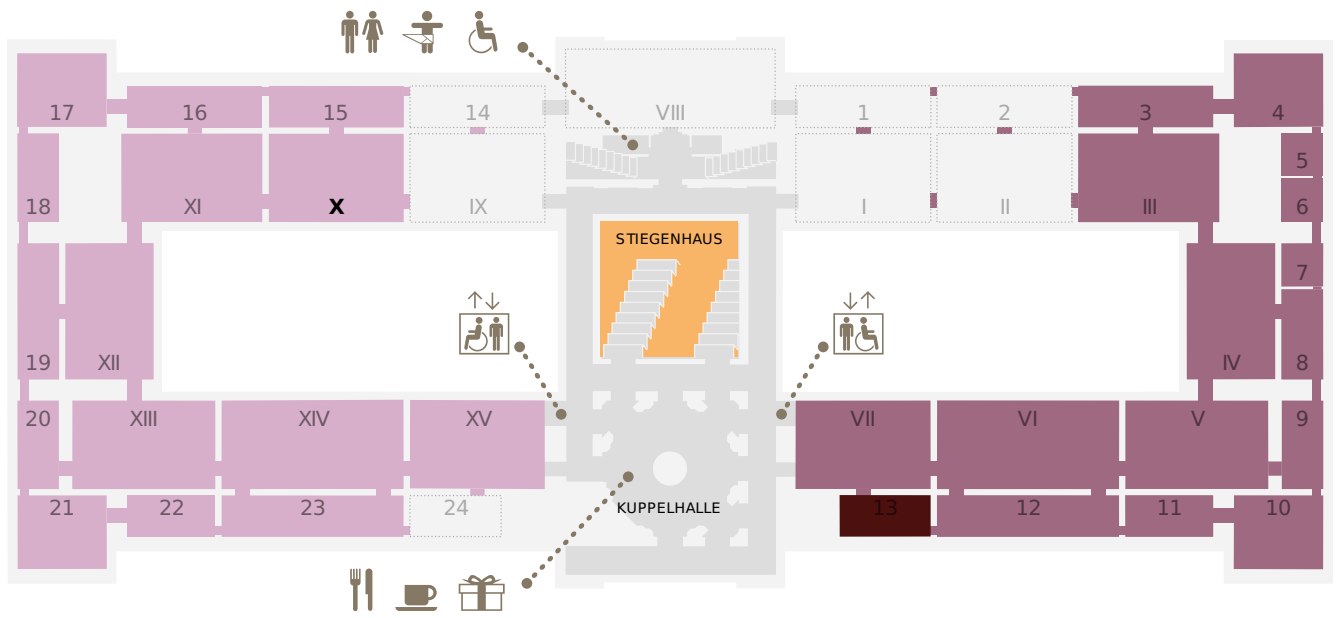 17 16 15 14 VIII 1 2 3 4
5
18 XI X IX I II III 6
STIEGENHAUS
7
19 XII IV 8
20 XIII XIV XV VII VI V 9
21 22 23 24 KUPPELHALLE 13 12 11 10